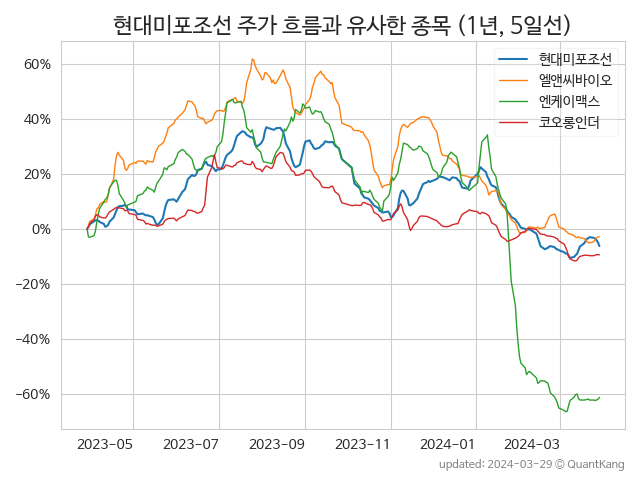 현대미포조선 주가 흐름과 유사한 종목 (1년, 5일선)
현대미포조선
엘앤씨바이오
엔케이맥스
코오롱인더
60%
40%
20%
0%
−20%
−40%
−60%
2023-05 2023-07 2023-09 2023-11 2024-01 2024-03
updated: 2024-03-29 © QuantKang